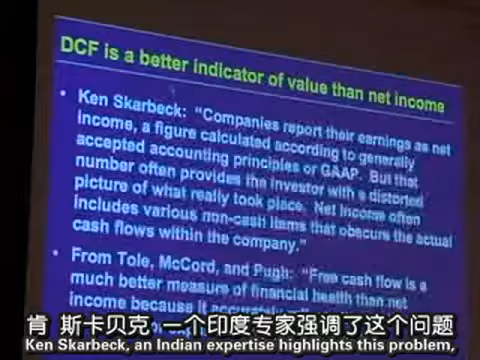 DCF is a better indicator of value than net income
• Ken Skarbeck: "Companies report their earnings as net
income, a figure calculated according to generally
accepted accounting principles or GAAP. But that
number often provides the investor with a distorted
picture of what really took place. Net Income often
includes various non-cash items that obscure the actual
cash flows within the company."
• From Tole, McCord, and Pugh: "Free cash flow is a
much better measure of financial health than net
income because it accurately
肯 斯卡贝克 一个印度专家强调了这个问题
Ken Skarbeck, an Indian expertise highlights this problem,